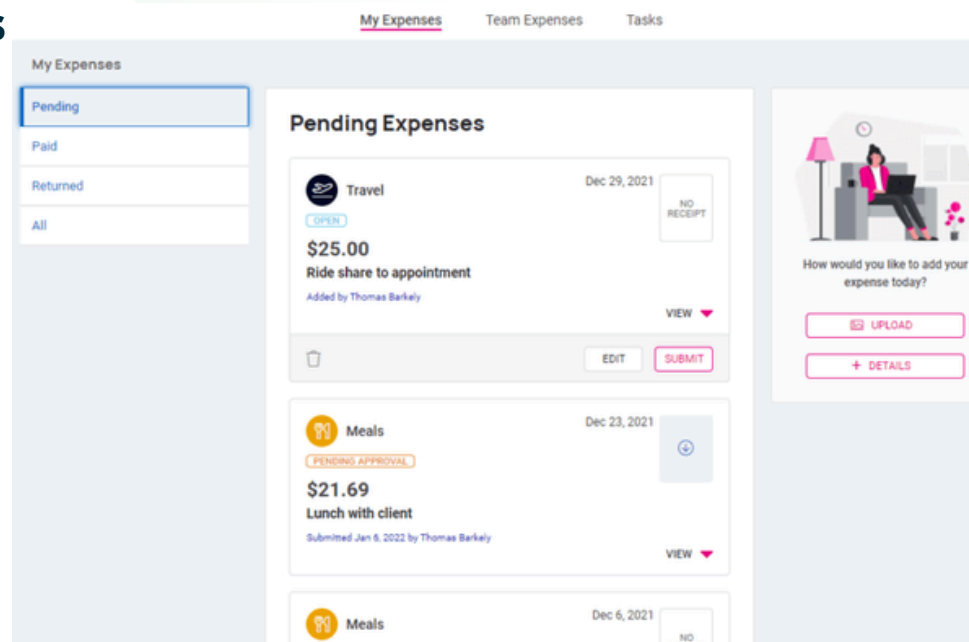 s
My Expenses Team Expenses Tasks
My Expenses
Pending
Paid
Returned
All
Pending Expenses
Travel
Dec 29, 2021
NO
RECEIPT
OPEN
$25.00
Ride share to appointment
Added by Thomas Barkely
VIEW
EDIT SUBMIT
Meals
Dec 23, 2021
PENDING APPROVAL
$21.69
Lunch with client
Submitted Jan 6, 2022 by Thomas Barkely
VIEW
Meals
Dec 6, 2021
NO
How would you like to add your
expense today?
UPLOAD
+ DETAILS